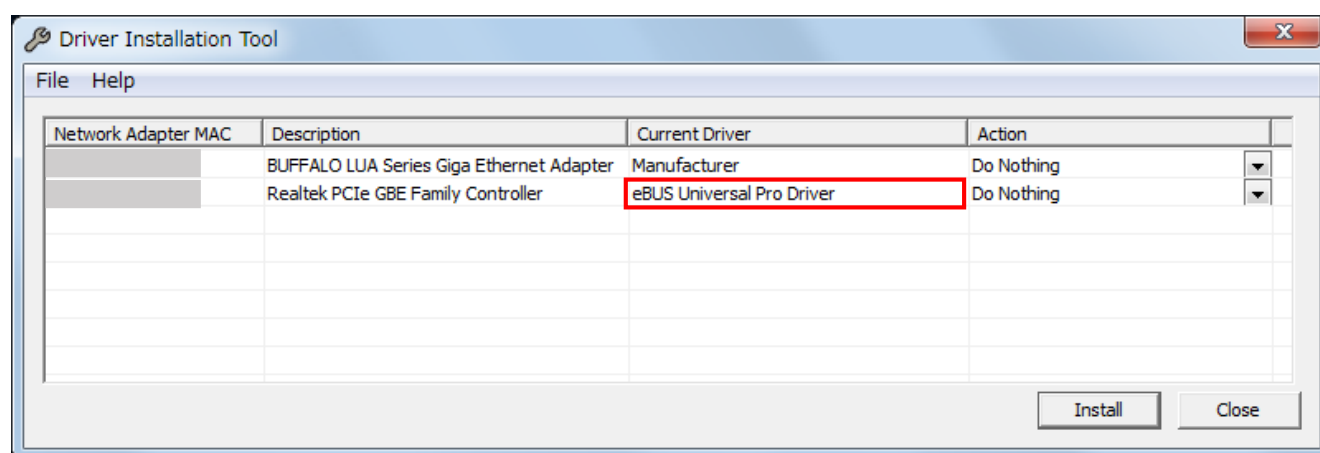 Driver Installation Tool
File Help
Network Adapter MAC Description Current Driver Action
BUFFALO LUA Series Giga Ethernet Adapter Manufacturer Do Nothing
Realtek PCIe GBE Family Controller eBUS Universal Pro Driver Do Nothing
Install Close